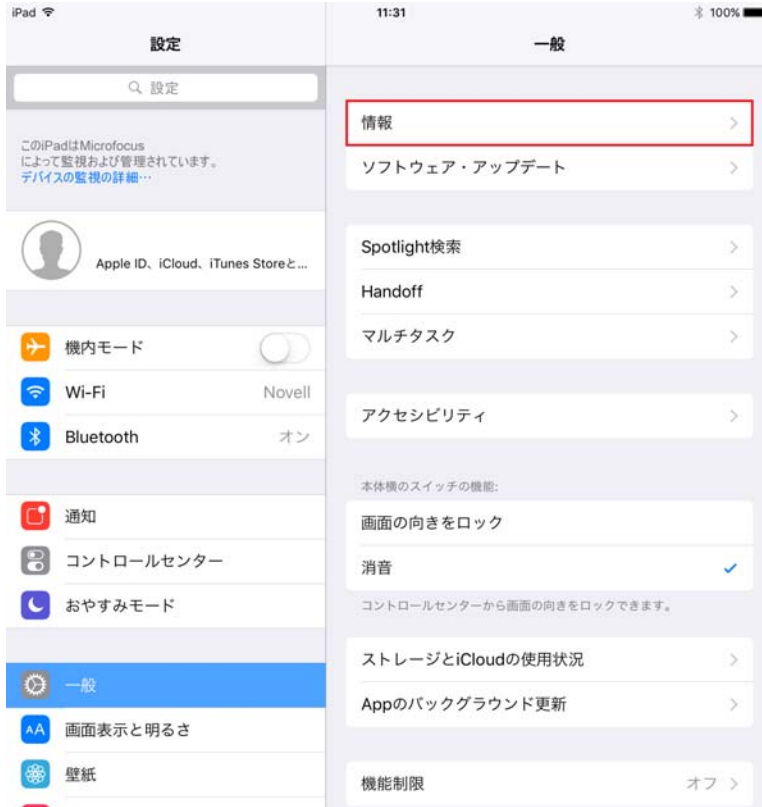 iPad
11:31
100%
設定
設定
このiPadはMicrofocus
によって監視および管理されています。
デバイスの監視の詳細…
Apple ID、iCloud、iTunes Storeと...
機内モード
Wi-Fi
Novell
Bluetooth
オン
通知
コントロールセンター
おやすみモード
一般
AA
画面表示と明るさ
壁紙
一般
情報
ソフトウェア・アップデート
Spotlight検索
Handoff
マルチタスク
アクセシビリティ
本体横のスイッチの機能:
画面の向きをロック
消音
コントロールセンターから画面の向きをロックできます。
ストレージとiCloudの使用状況
Appのバックグラウンド更新
機能制限
オフ